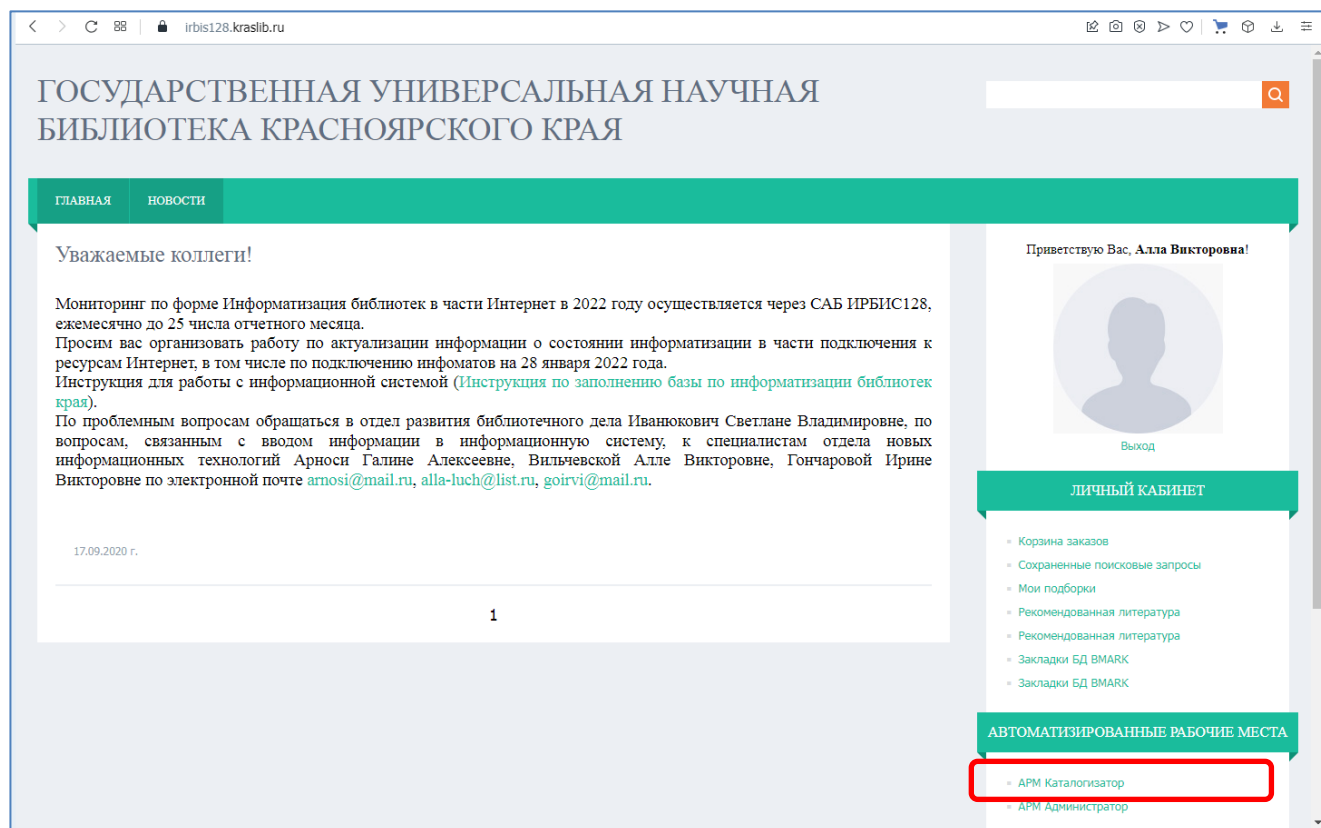 irbis128.kraslib.ru
ГОСУДАРСТВЕННАЯ УНИВЕРСАЛЬНАЯ НАУЧНАЯ
БИБЛИОТЕКА КРАСНОЯРСКОГО КРАЯ
ГЛАВНАЯ НОВОСТИ
Уважаемые коллеги!
Мониторинг по форме Информатизация библиотек в части Интернет в 2022 году осуществляется через САБ ИРБИС128,
ежемесячно до 25 числа отчетного месяца.
Просим вас организовать работу по актуализации информации о состоянии информатизации в части подключения к
ресурсам Интернет, в том числе по подключению инфоматов на 28 января 2022 года.
Инструкция для работы с информационной системой (Инструкция по заполнению базы по информатизации библиотек
края).
По проблемным вопросам обращаться в отдел развития библиотечного дела Иванюкович Светлане Владимировне, по
вопросам, связанным с вводом информации в информационную систему, к специалистам отдела новых
информационных технологий Арноси Галине Алексеевне, Вильчевской Алле Викторовне, Гончаровой Ирине
Викторовне по электронной почте arnosi@mail.ru, alla-luch@list.ru, goirvi@mail.ru.
17.09.2020 г.
1
Приветствую Вас, Алла Викторовна!
Выход
ЛИЧНЫЙ КАБИНЕТ
Корзина заказов
Сохраненные поисковые запросы
Мои подборки
Рекомендованная литература
Рекомендованная литература
Закладки БД BMARK
Закладки БД BMARK
АВТОМАТИЗИРОВАННЫЕ РАБОЧИЕ МЕСТА
АРМ Каталогизатор
АРМ Администратор